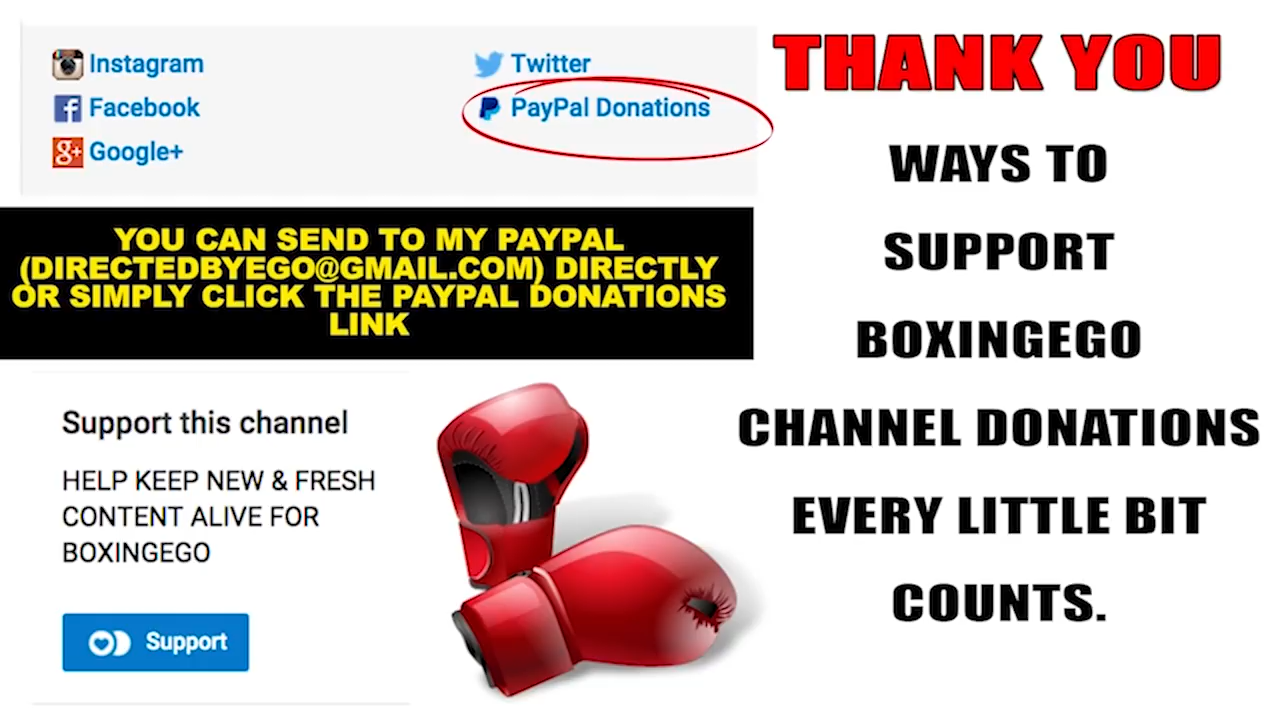 Instagram
Twitter
Facebook
PayPal Donations
Google+
YOU CAN SEND TO MY PAYPAL
(DIRECTEDBYEGO@GMAIL.COM) DIRECTLY
OR SIMPLY CLICK THE PAYPAL DONATIONS
LINK
Support this channel
HELP KEEP NEW & FRESH
CONTENT ALIVE FOR
BOXINGEGO
Support
THANK YOU
WAYS TO
SUPPORT
BOXINGEGO
CHANNEL DONATIONS
EVERY LITTLE BIT
COUNTS.